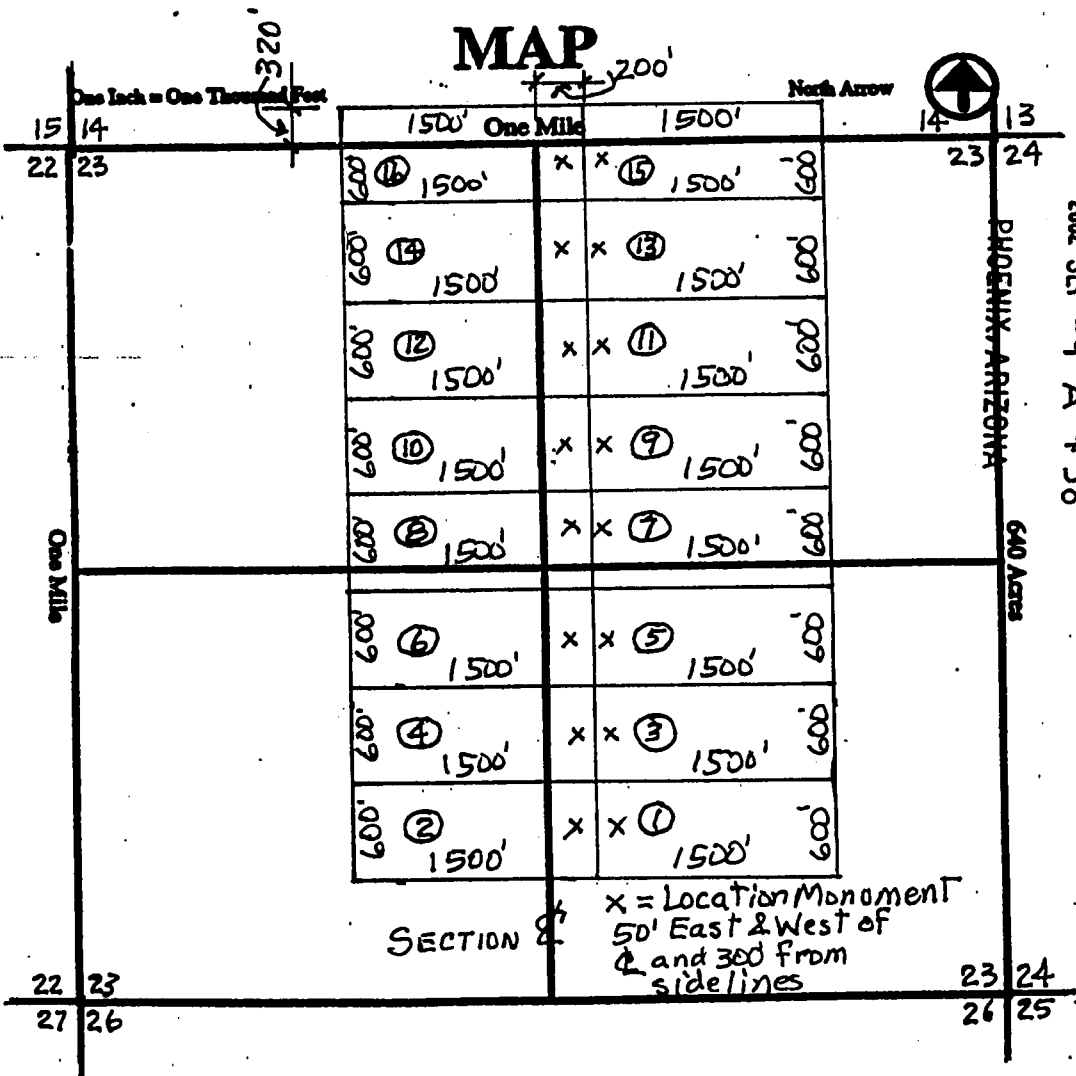 MAP
320'
200'
One Inch = One Thousand Feet
North Arrow
1500' One Mile 1500'
15 14
14 13
22 23
23 24
600' 16 1500' x x 15 1500' 600'
600' 14 1500' x x 13 1500' 600'
600' 12 1500' x x 11 1500' 600'
600' 10 1500' x x 9 1500' 600'
600' 8 1500' x x 7 1500' 600'
600' 6 1500' x x 5 1500' 600'
600' 4 1500' x x 3 1500' 600'
600' 2 1500' x x 1 1500' 600'
One Mile
640 Acres
PHOENIX, ARIZONA
SECTION ℄
x = Location Monument
50' East & West of
℄ and 300' from
sidelines
22 23
23 24
27 26
26 25